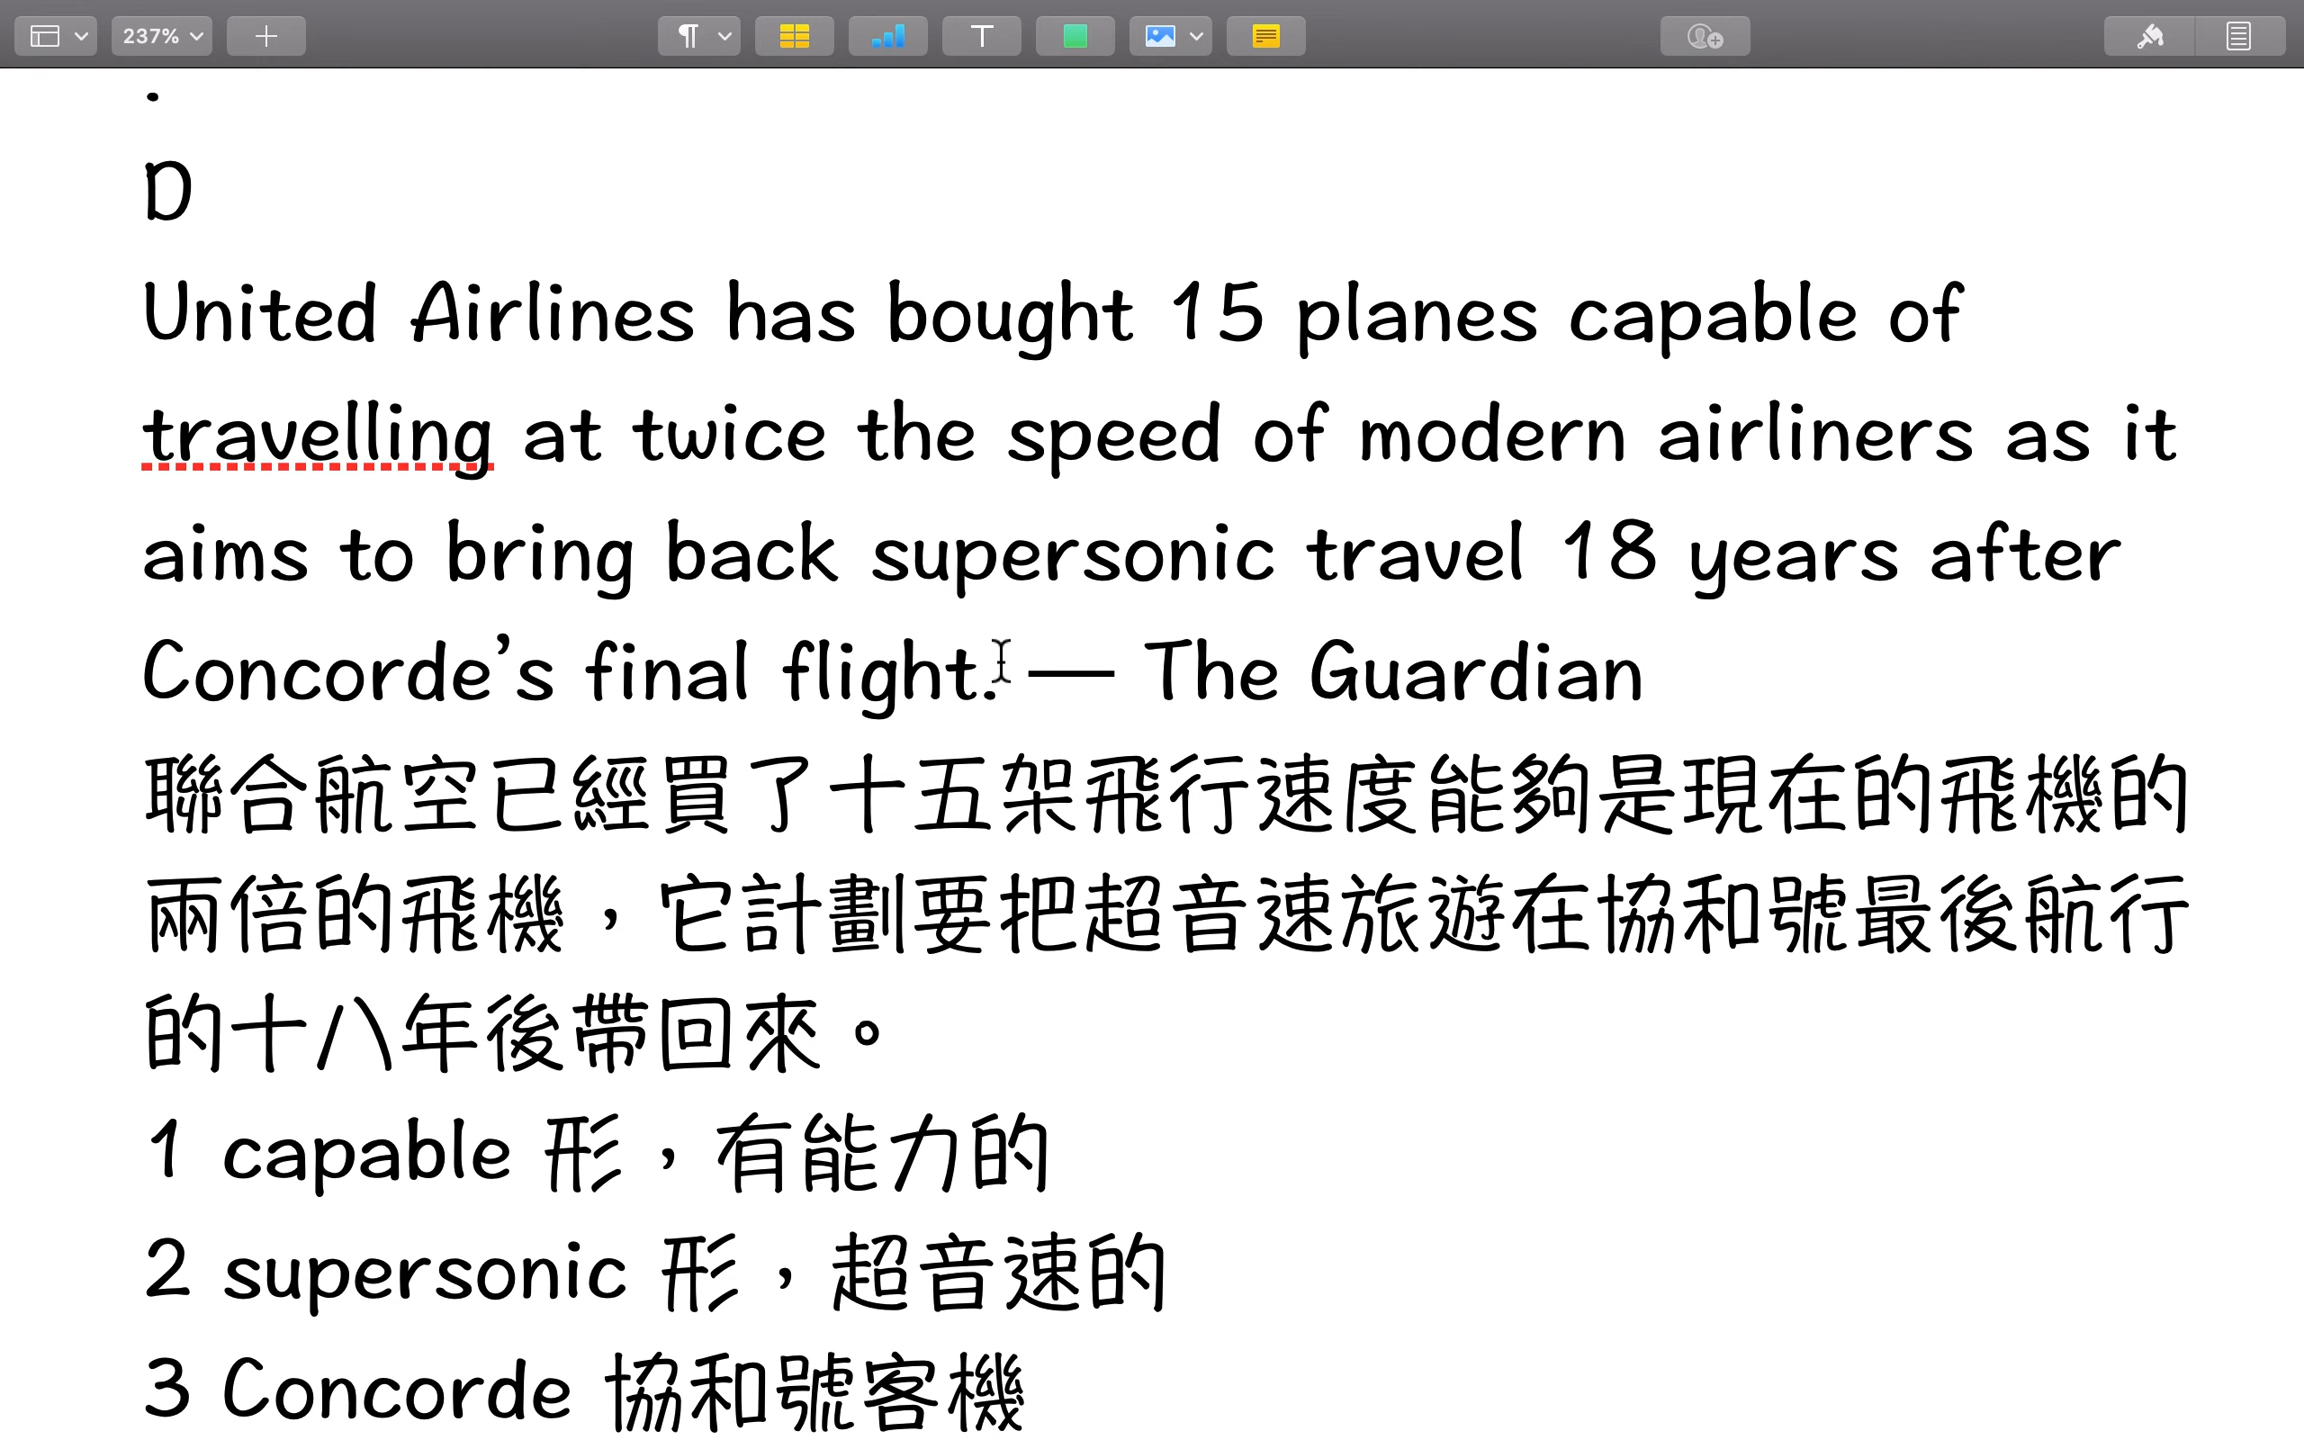 237%
.
D
United Airlines has bought 15 planes capable of
travelling at twice the speed of modern airliners as it
aims to bring back supersonic travel 18 years after
Concorde’s final flight. — The Guardian
聯合航空已經買了十五架飛行速度能夠是現在的飛機的
兩倍的飛機，它計劃要把超音速旅遊在協和號最後航行
的十八年後帶回來。
1 capable 形，有能力的
2 supersonic 形，超音速的
3 Concorde 協和號客機